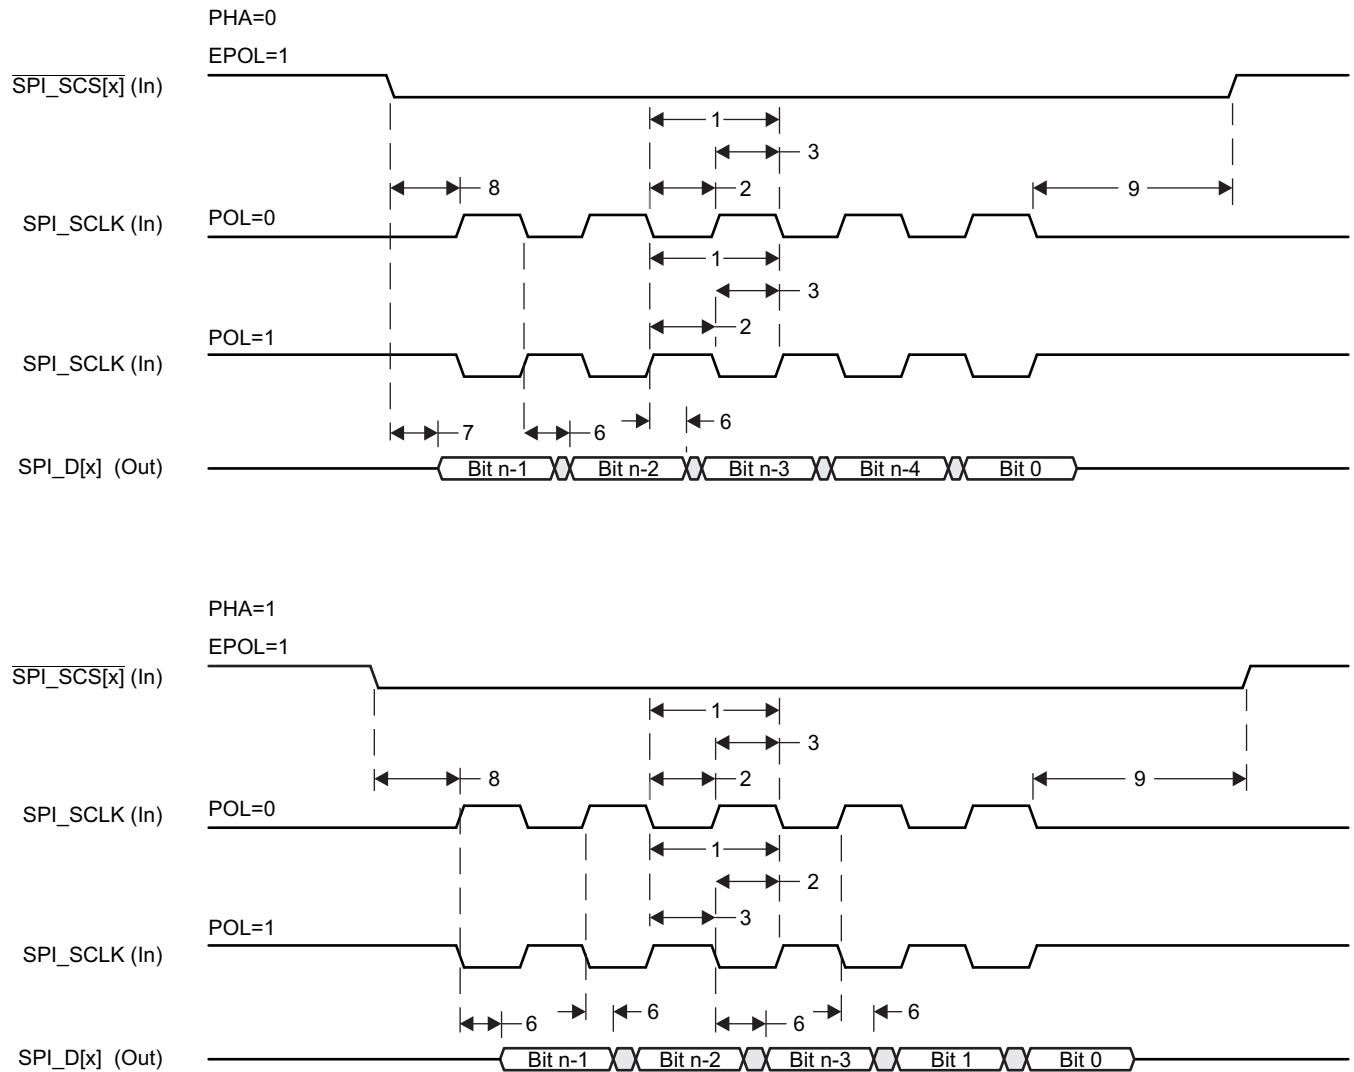 PHA=0
EPOL=1
SPI_SCS[x] (In)
1
3
8
2
9
POL=0
SPI_SCLK (In)
1
3
2
POL=1
SPI_SCLK (In)
6
7
6
SPI_D[x] (Out)
Bit n-1
Bit n-2
Bit n-3
Bit n-4
Bit 0
PHA=1
EPOL=1
SPI_SCS[x] (In)
1
3
8
2
9
POL=0
SPI_SCLK (In)
1
2
3
POL=1
SPI_SCLK (In)
6
6
6
6
SPI_D[x] (Out)
Bit n-1
Bit n-2
Bit n-3
Bit 1
Bit 0